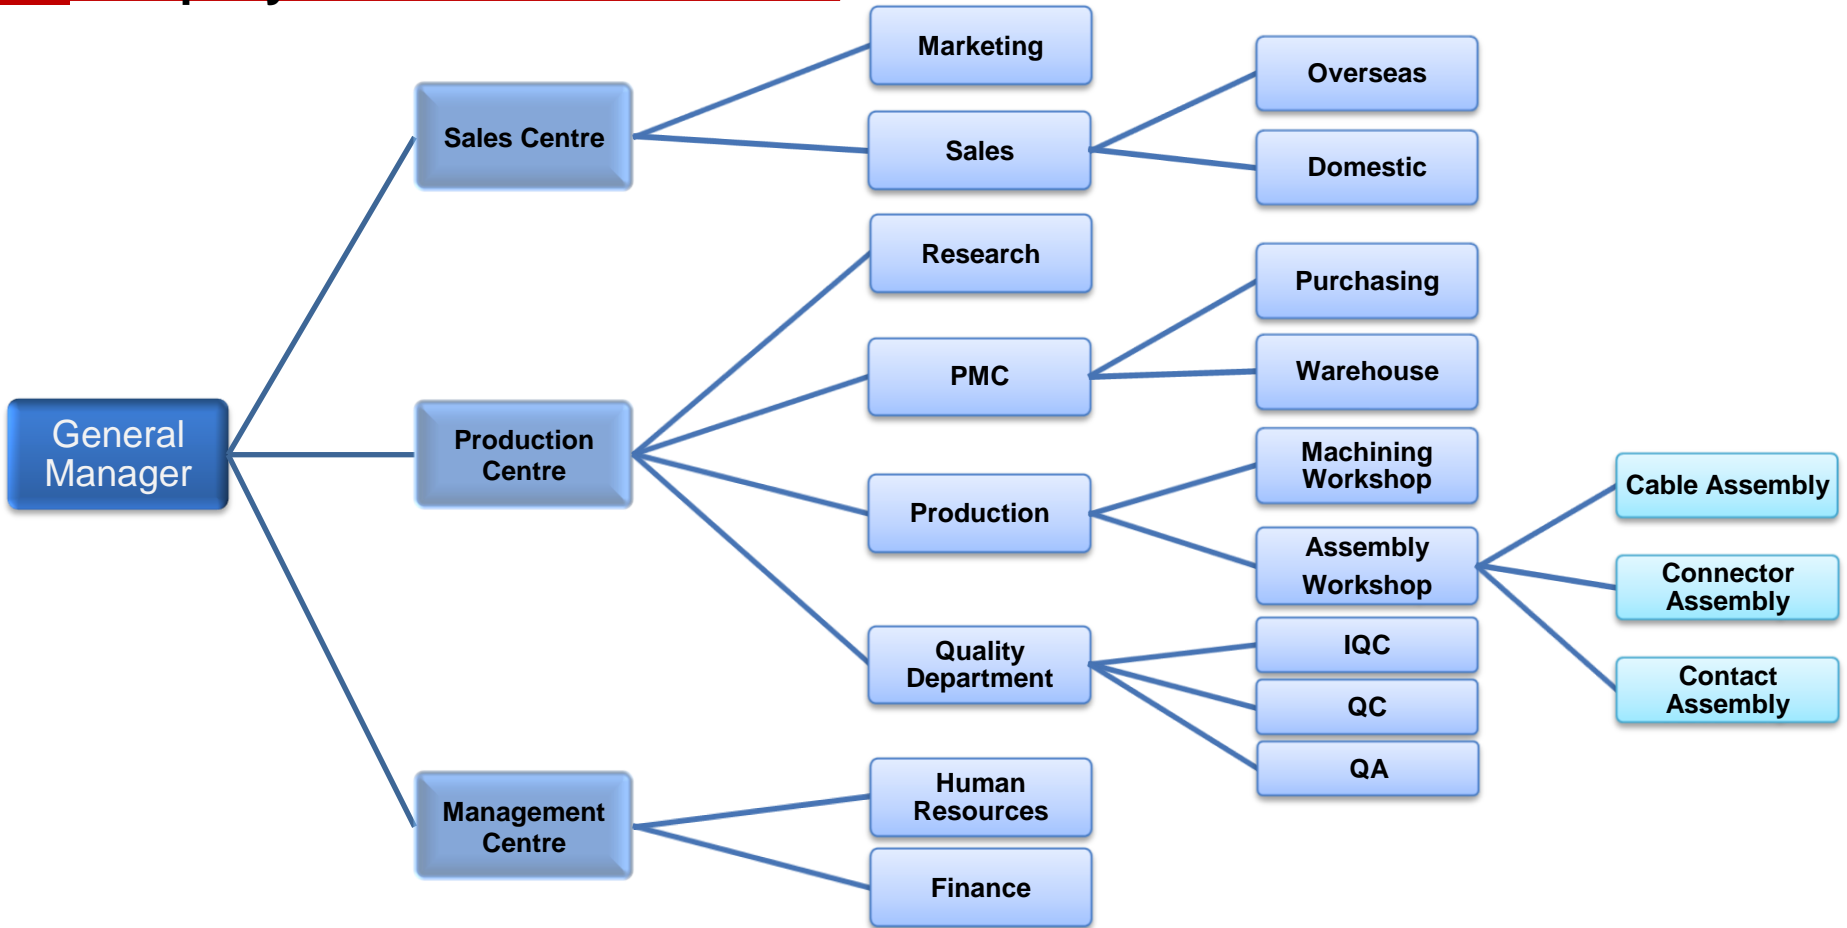 Marketing
Overseas
Sales Centre
Sales
Domestic
Research
Purchasing
PMC
Warehouse
General
Manager
Production
Centre
Production
Machining
Workshop
Assembly
Workshop
Cable Assembly
Connector
Assembly
Contact
Assembly
Quality
Department
IQC
QC
QA
Management
Centre
Human
Resources
Finance